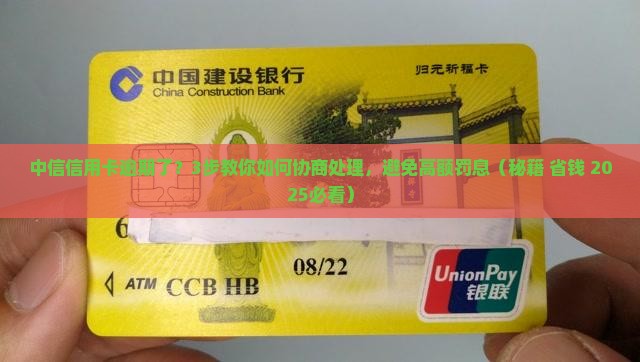 中国建设银行
China Construction Bank
归元祈福卡
中信信用卡逾期了？3步教你如何协商处理，避免高额罚息（秘籍 省钱 20
25必看）
6
ATM
CCB HB
08/22
UnionPay
银联